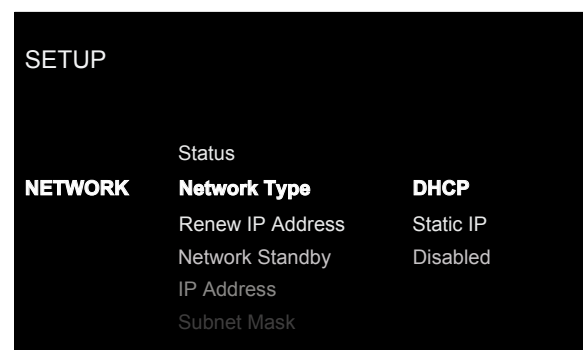 SETUP
Status
NETWORK Network Type DHCP
Renew IP Address Static IP
Network Standby Disabled
IP Address
Subnet Mask